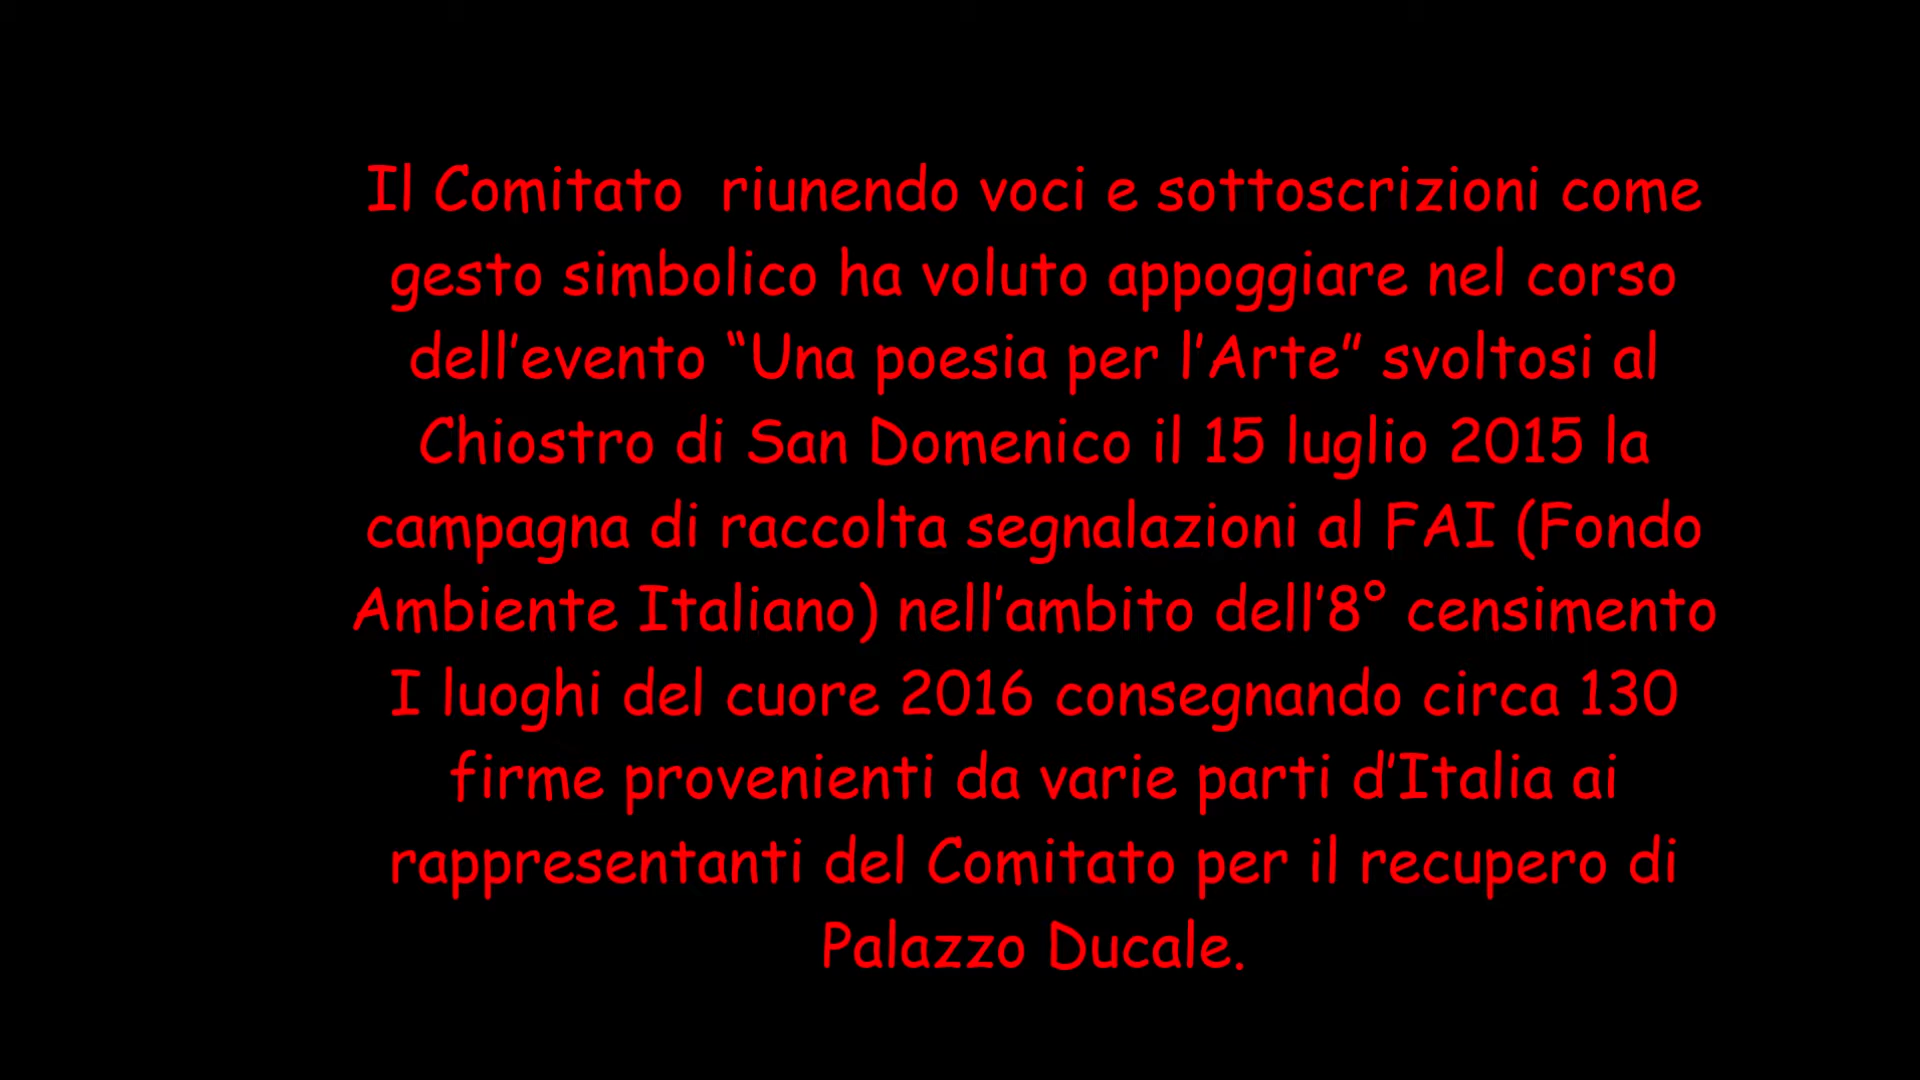 Il Comitato  riunendo voci e sottoscrizioni come
gesto simbolico ha voluto appoggiare nel corso
dell’evento “Una poesia per l’Arte” svoltosi al
Chiostro di San Domenico il 15 luglio 2015 la
campagna di raccolta segnalazioni al FAI (Fondo
Ambiente Italiano) nell’ambito dell’8° censimento
I luoghi del cuore 2016 consegnando circa 130
firme provenienti da varie parti d’Italia ai
rappresentanti del Comitato per il recupero di
Palazzo Ducale.